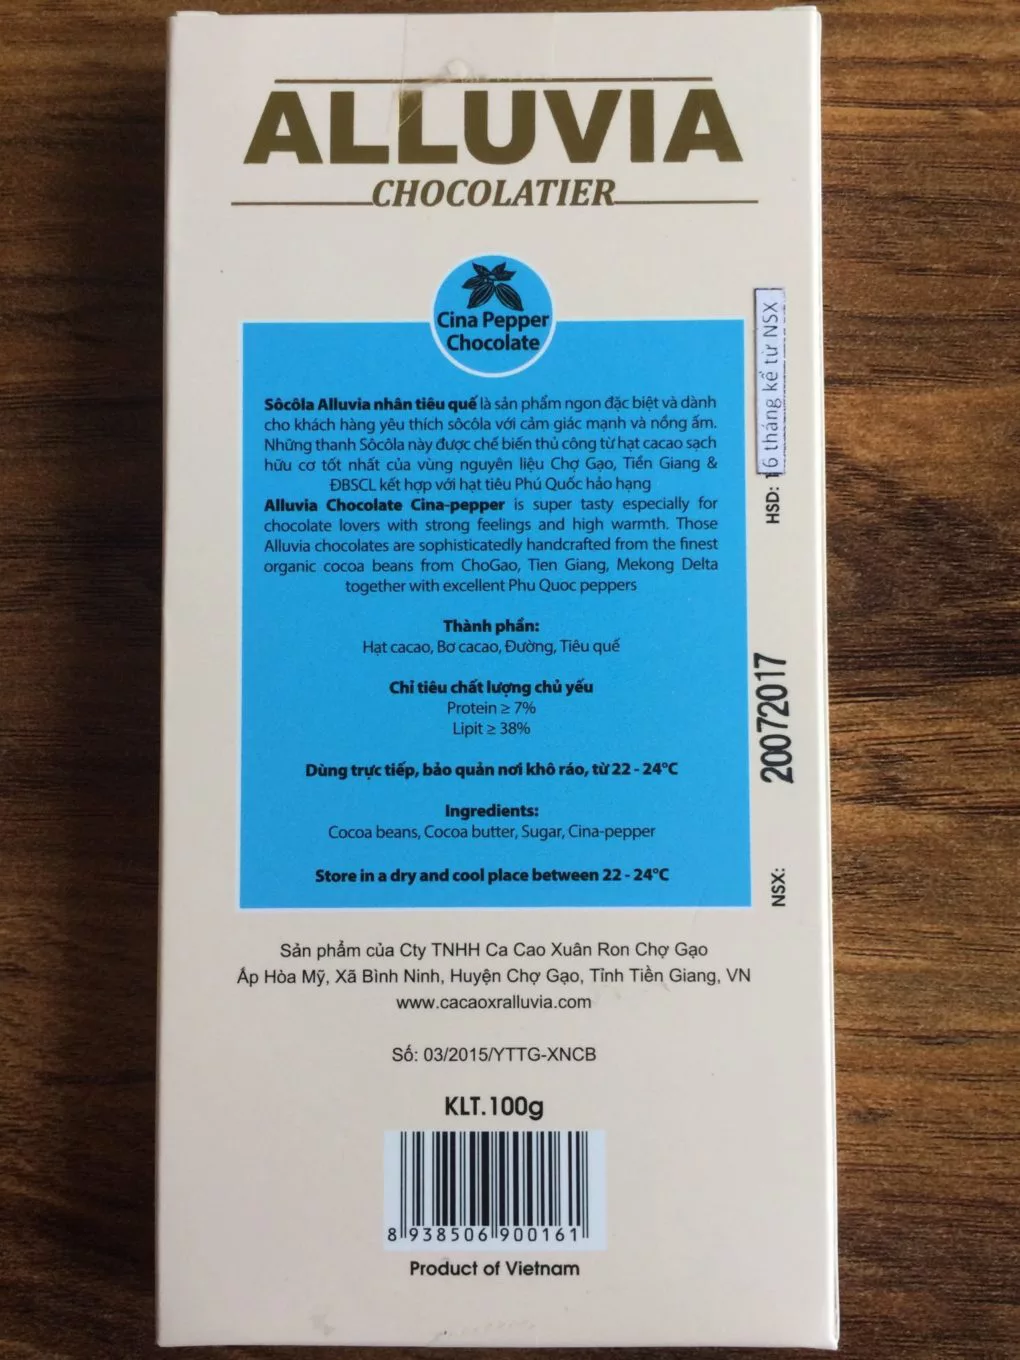 ALLUVIA
CHOCOLATIER
Cina Pepper
Chocolate
Sôcôla Alluvia nhân tiêu quế là sản phẩm ngon đặc biệt và dành
cho khách hàng yêu thích sôcôla với cảm giác mạnh và nồng ấm.
Những thanh Sôcôla này được chế biến thủ công từ hạt cacao sạch
hữu cơ tốt nhất của vùng nguyên liệu Chợ Gạo, Tiền Giang &
ĐBSCL kết hợp với hạt tiêu Phú Quốc hảo hạng
Alluvia Chocolate Cina-pepper is super tasty especially for
chocolate lovers with strong feelings and high warmth. Those
Alluvia chocolates are sophisticatedly handcrafted from the finest
organic cocoa beans from ChoGao, Tien Giang, Mekong Delta
together with excellent Phu Quoc peppers
Thành phần:
Hạt cacao, Bơ cacao, Đường, Tiêu quế
Chỉ tiêu chất lượng chủ yếu
Protein ≥ 7%
Lipit ≥ 38%
Dùng trực tiếp, bảo quản nơi khô ráo, từ 22 - 24°C
Ingredients:
Cocoa beans, Cocoa butter, Sugar, Cina-pepper
Store in a dry and cool place between 22 - 24°C
Sản phẩm của Cty TNHH Ca Cao Xuân Ron Chợ Gạo
Ấp Hòa Mỹ, Xã Bình Ninh, Huyện Chợ Gạo, Tỉnh Tiền Giang, VN
www.cacaoxralluvia.com
Số: 03/2015/YTTG-XNCB
KLT.100g
8 938506 900161
Product of Vietnam
NSX: 20072017
HSD: 16 tháng kể từ NSX